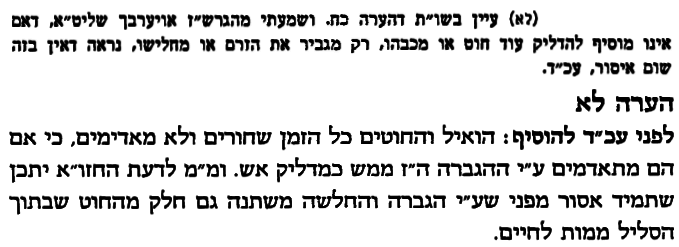 (לא) עיין בשו״ת דהערה כח. ושמעתי מהגרש״ז אויערבך שליט״א, דאם
אינו מוסיף להדליק עוד חוט או מכבהו, רק מגביר את הזרם או מחלישו, נראה דאין בזה
שום איסור, עכ״ד.
הערה לא
לפני עכ״ד להוסיף: הואיל והחוטים כל הזמן שחורים ולא מאדימים, כי אם
הם מתאדמים ע״י ההגברה ה״ז ממש כמדליק אש. ומ״מ לדעת החזו״א יתכן
שתמיד אסור מפני שע״י הגברה והחלשה משתנה גם חלק מהחוט שבתוך
הסליל ממות לחיים.